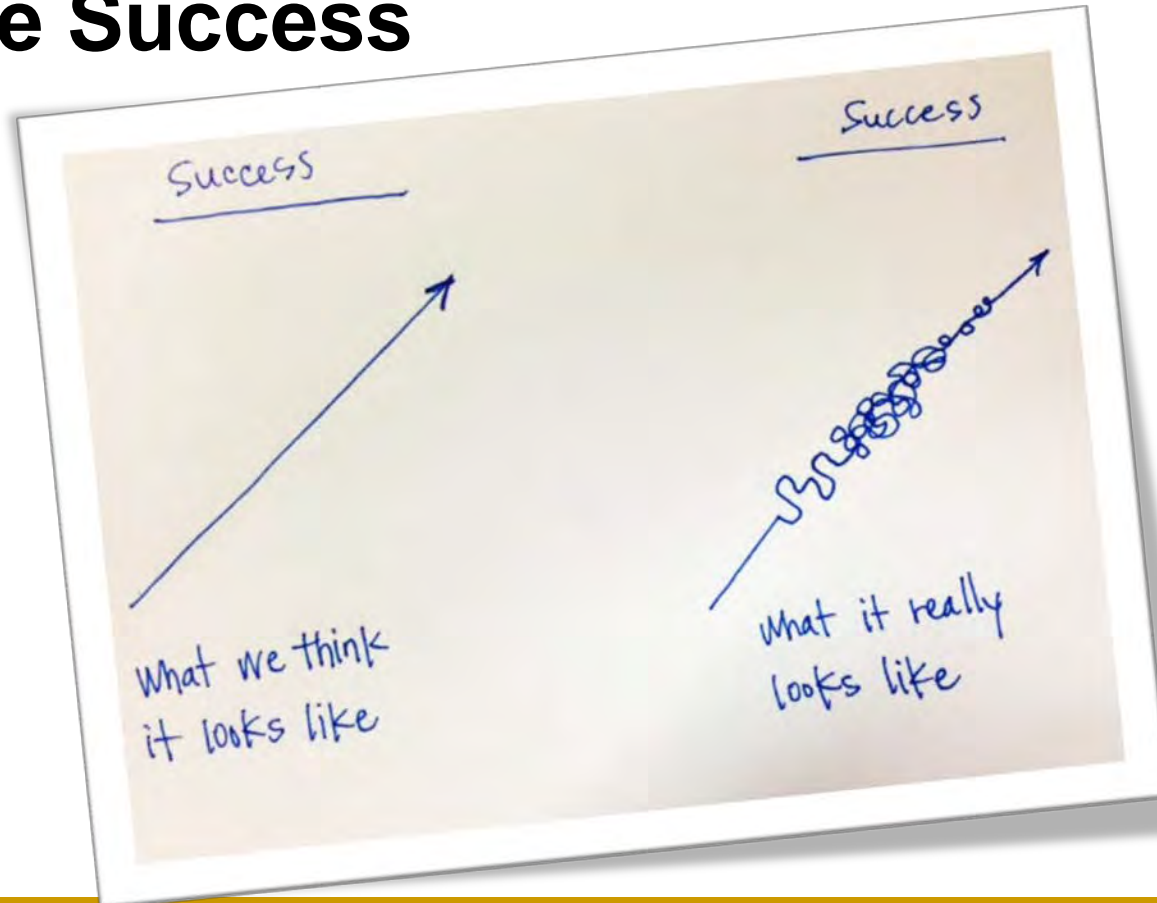 e Success
Success
what we think
it looks like
Success
what it really
looks like